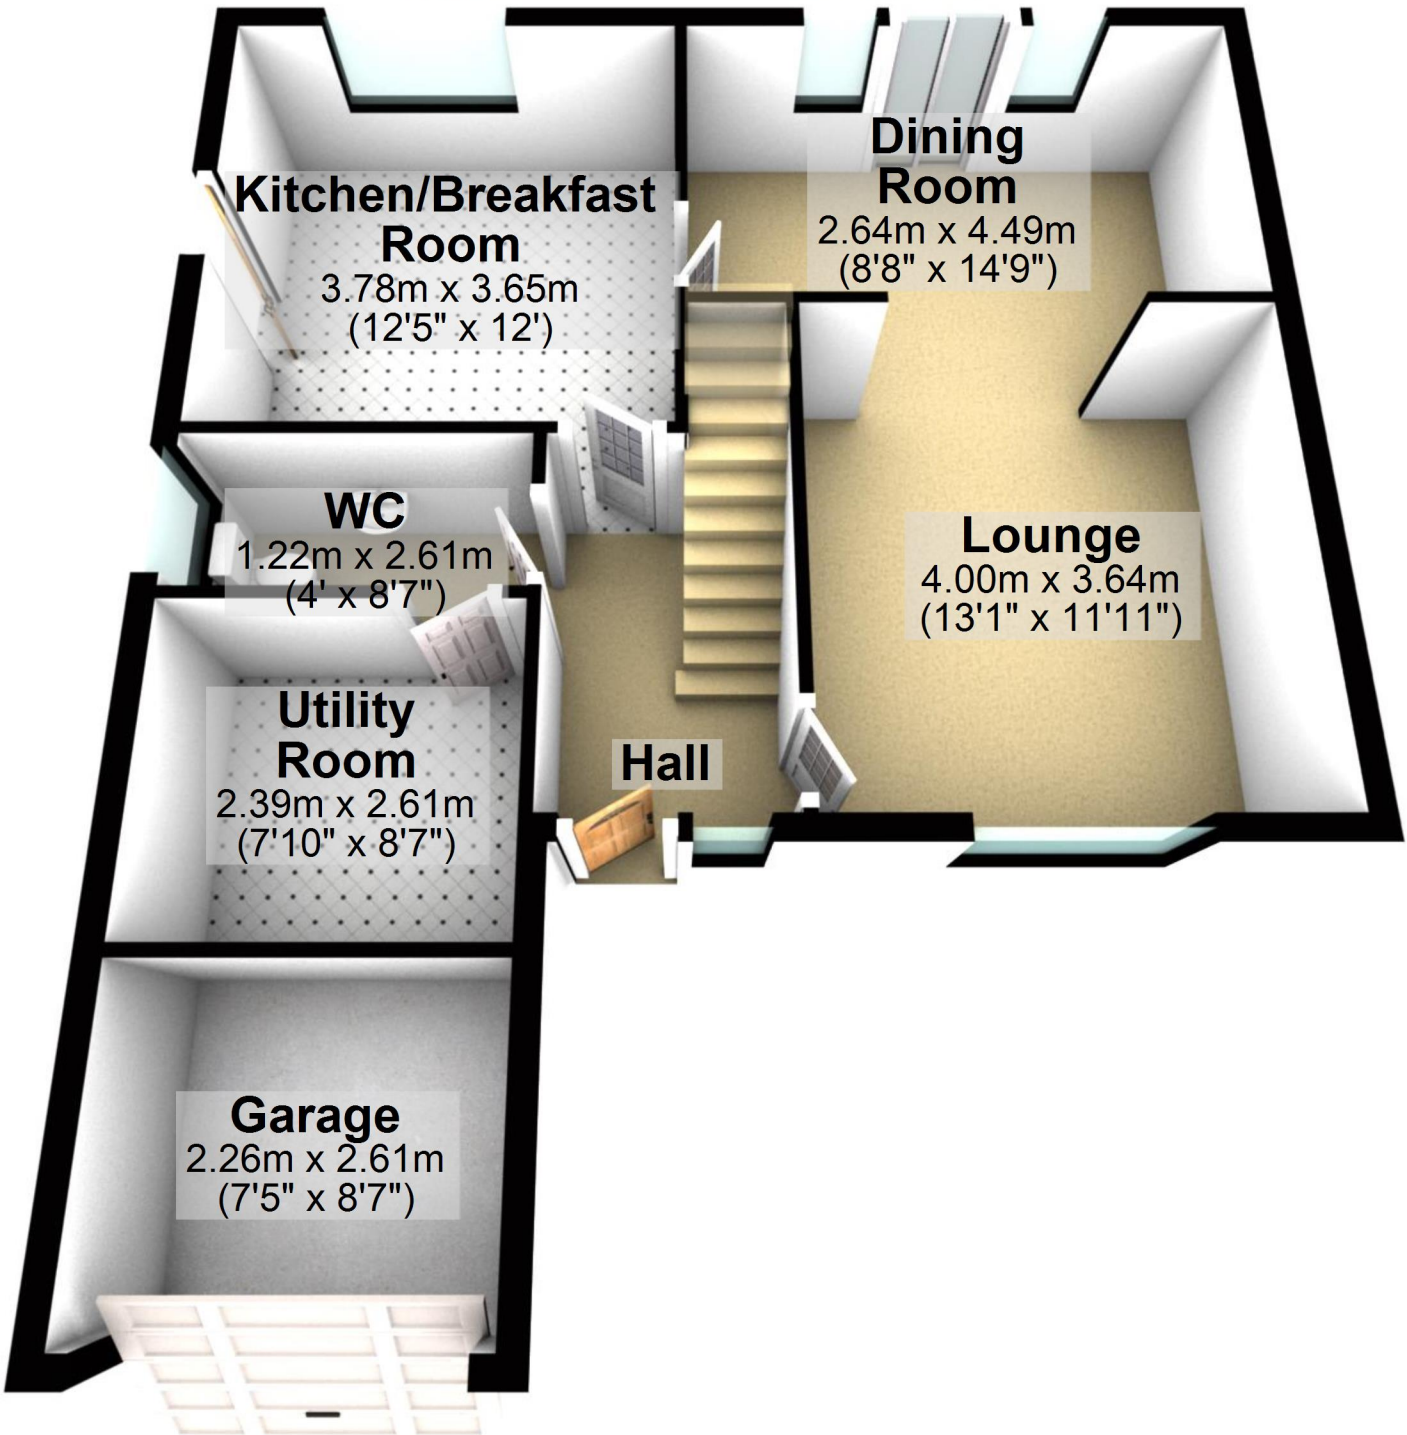 Dining
Room
2.64m x 4.49m
(8'8" x 14'9")
Kitchen/Breakfast
Room
3.78m x 3.65m
(12'5" x 12')
WC
1.22m x 2.61m
(4' x 8'7")
Lounge
4.00m x 3.64m
(13'1" x 11'11")
Utility
Room
2.39m x 2.61m
(7'10" x 8'7")
Hall
Garage
2.26m x 2.61m
(7'5" x 8'7")